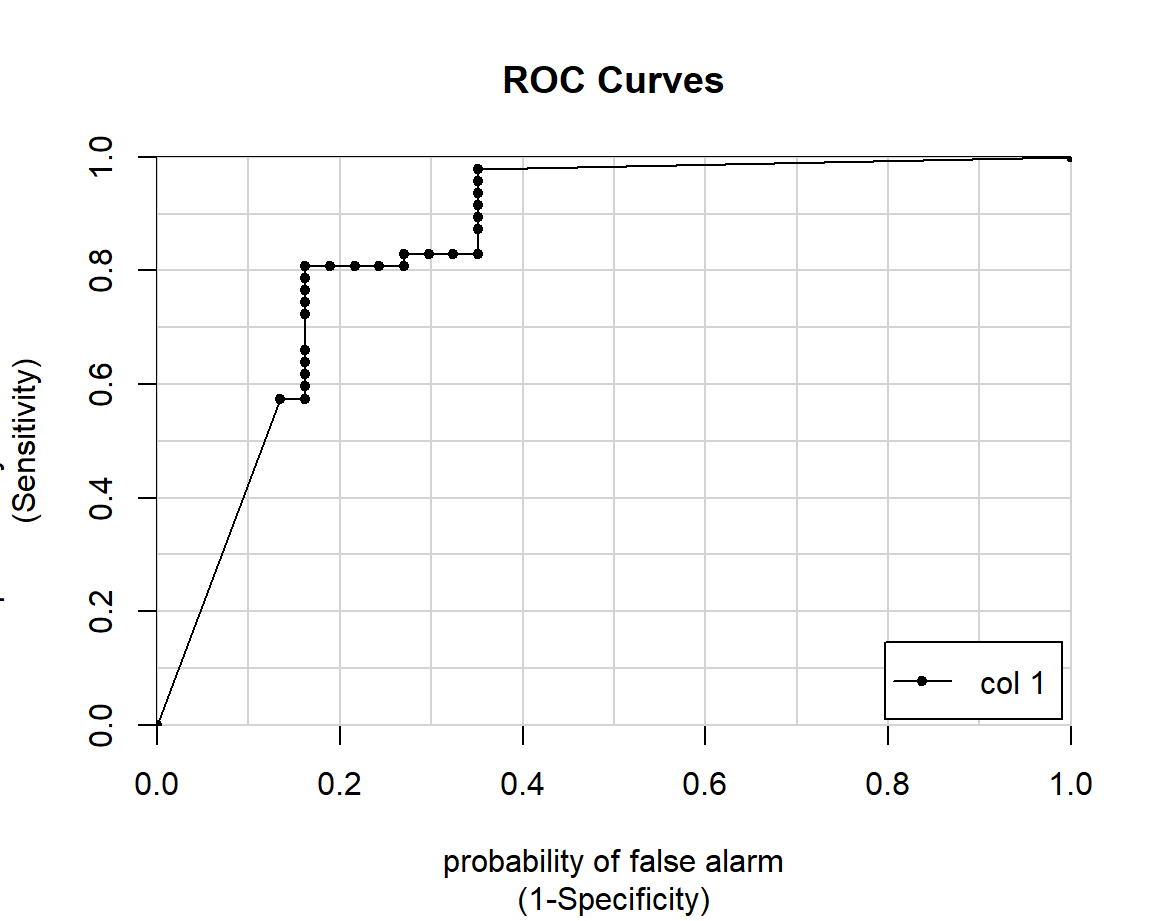 ROC Curves
(Sensitivity)
1.0
0.8
0.6
0.4
0.2
0.0
col 1
0.0 0.2 0.4 0.6 0.8 1.0
probability of false alarm
(1-Specificity)